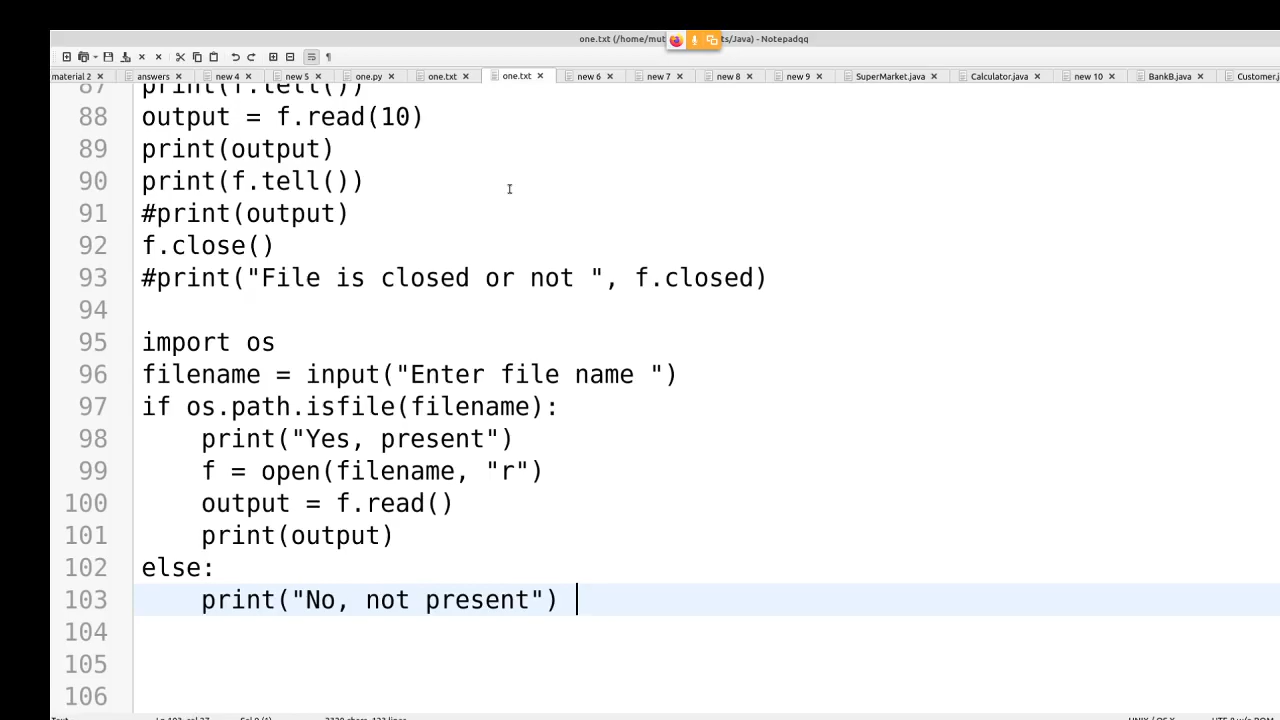 one.txt (/home/mut ts/Java) - Notepadqq
material 2 answers new 4 new 5 one.py one.txt one.txt new 6 new 7 new 8 new 9 SuperMarket.java Calculator.java new 10 BankB.java Customer.j
87 print(f.tell())
88 output = f.read(10)
89 print(output)
90 print(f.tell())
91 #print(output)
92 f.close()
93 #print("File is closed or not ", f.closed)
94
95 import os
96 filename = input("Enter file name ")
97 if os.path.isfile(filename):
98     print("Yes, present")
99     f = open(filename, "r")
100     output = f.read()
101     print(output)
102 else:
103     print("No, not present")
104
105
106